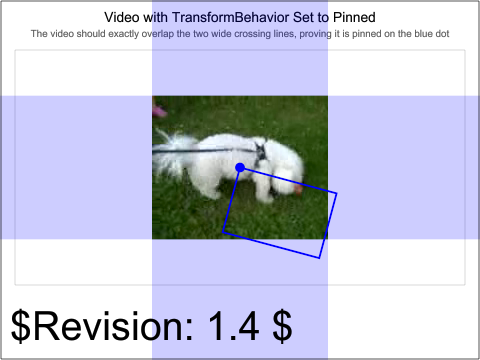 Video with TransformBehavior Set to Pinned
The video should exactly overlap the two wide crossing lines, proving it is pinned on the blue dot
$Revision: 1.4 $